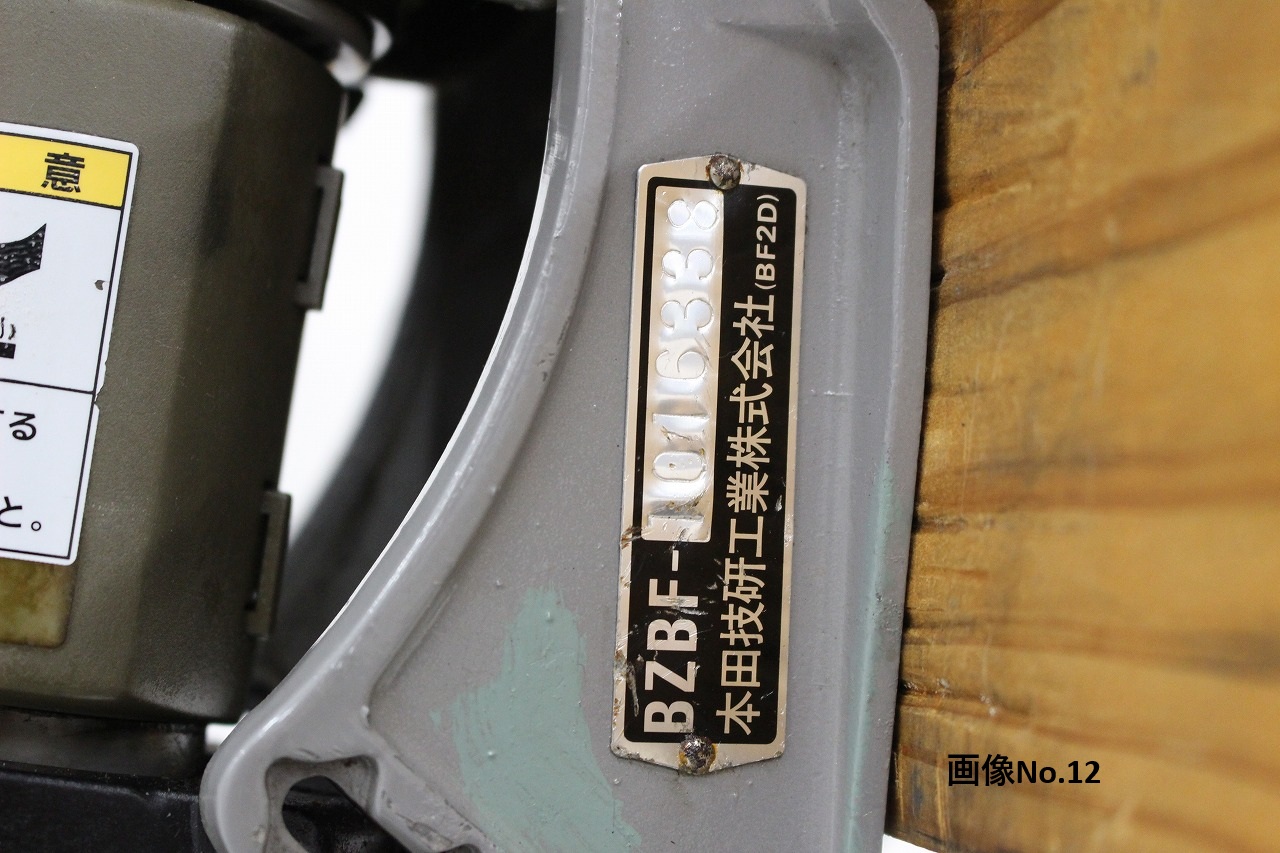 意
る
と。
BZBF-1016338
本田技研工業株式会社(BF2D)
画像No.12